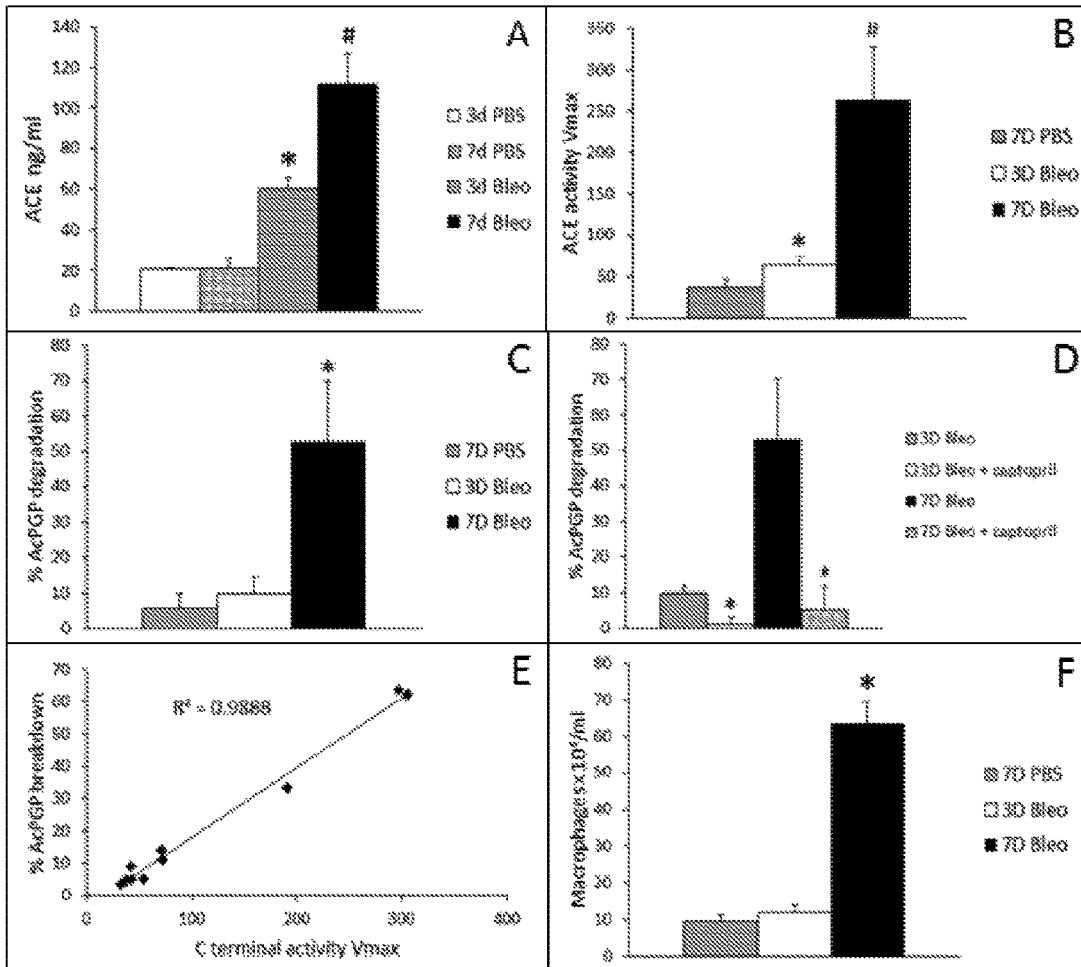 A
ACE ng/ml
140
120
100
80
60
40
20
0
*
#
3d PBS
7d PBS
3d Bleo
7d Bleo
B
ACE activity Vmax
350
300
250
200
150
100
50
0
*
#
7D PBS
3D Bleo
7D Bleo
C
% AcPGP degradation
80
70
60
50
40
30
20
10
0
*
7D PBS
3D Bleo
7D Bleo
D
% AcPGP degradation
80
70
60
50
40
30
20
10
0
*
*
3D Bleo
3D Bleo + captopril
7D Bleo
7D Bleo + captopril
E
% AcPGP breakdown
70
60
50
40
30
20
10
0
R² = 0.9888
0 100 200 300 400
C terminal activity Vmax
F
80
70
60
50
40
30
20
10
0
*
7D PBS
3D Bleo
7D Bleo